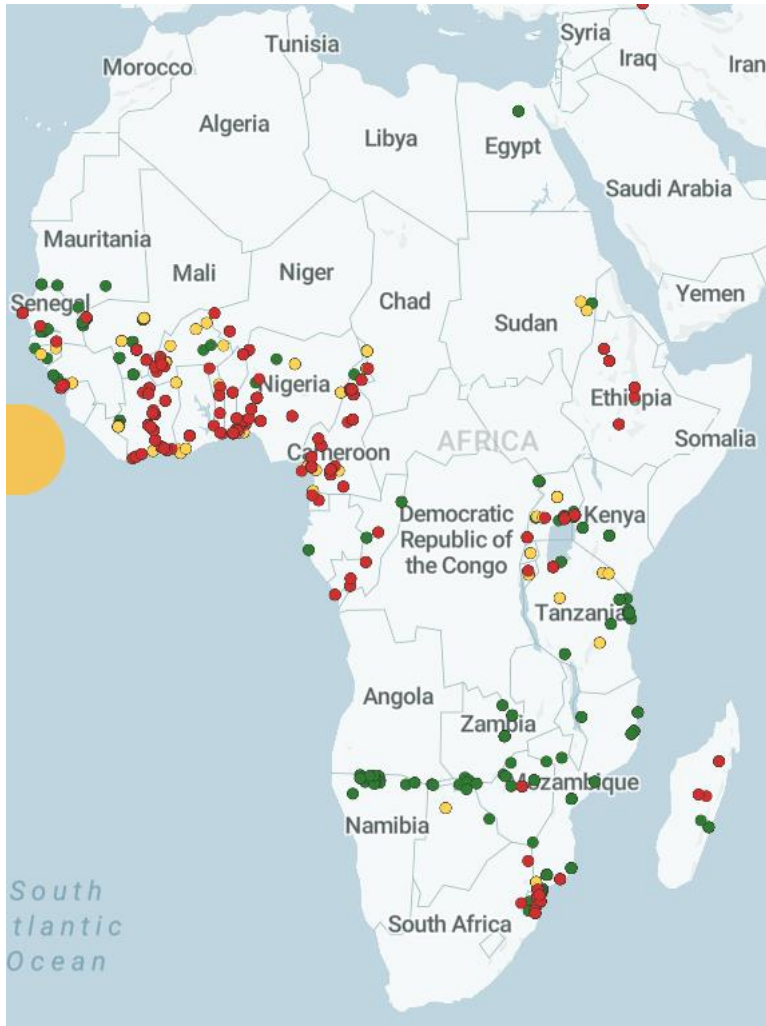 Tunisia
Syria
Morocco
Iraq
Iran
Algeria
Libya
Egypt
Saudi Arabia
Mauritania
Mali
Niger
Chad
Yemen
Senegal
Sudan
Nigeria
Ethiopia
AFRICA
Somalia
Cameroon
Democratic
Republic of
the Congo
Kenya
Tanzania
Angola
Zambia
Mozambique
Namibia
South Africa
South
tlantic
Ocean